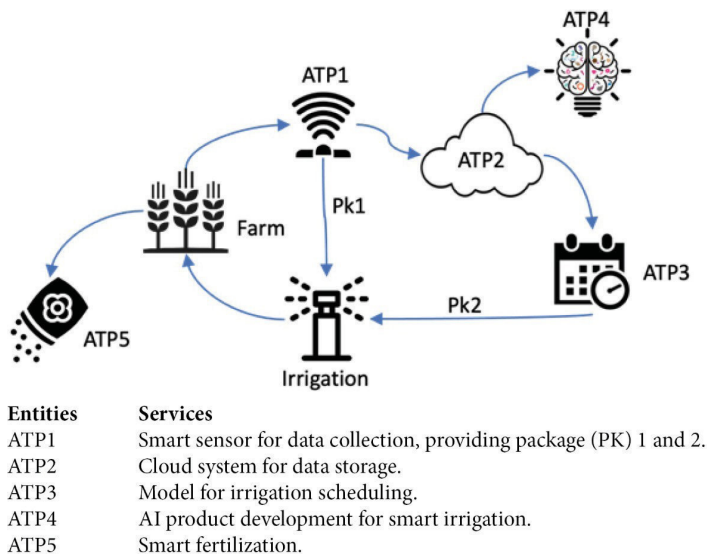 ATP4
ATP1
ATP2
Pk1
Farm
ATP3
Pk2
ATP5
Irrigation
Entities Services
ATP1 Smart sensor for data collection, providing package (PK) 1 and 2.
ATP2 Cloud system for data storage.
ATP3 Model for irrigation scheduling.
ATP4 AI product development for smart irrigation.
ATP5 Smart fertilization.